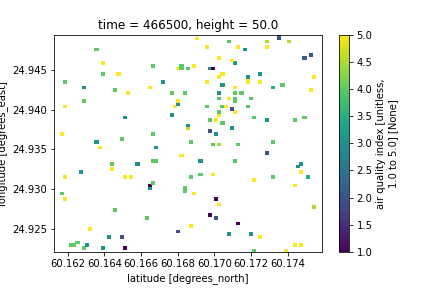 time = 466500, height = 50.0
24.945
24.940
24.935
24.930
24.925
longitude [degrees_east]
60.162 60.164 60.166 60.168 60.170 60.172 60.174
latitude [degrees_north]
5.0
4.5
4.0
3.5
3.0
2.5
2.0
1.5
1.0
air quality index [unitless,
1.0 to 5.0] [None]